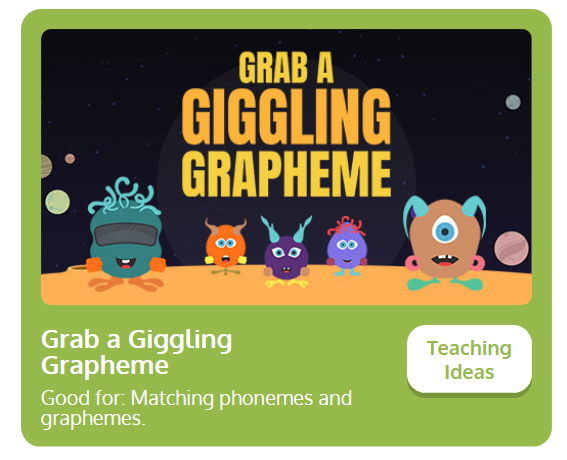 GRAB A
GIGGLING
GRAPHEME
Grab a Giggling
Grapheme
Good for: Matching phonemes and
graphemes.
Teaching
Ideas